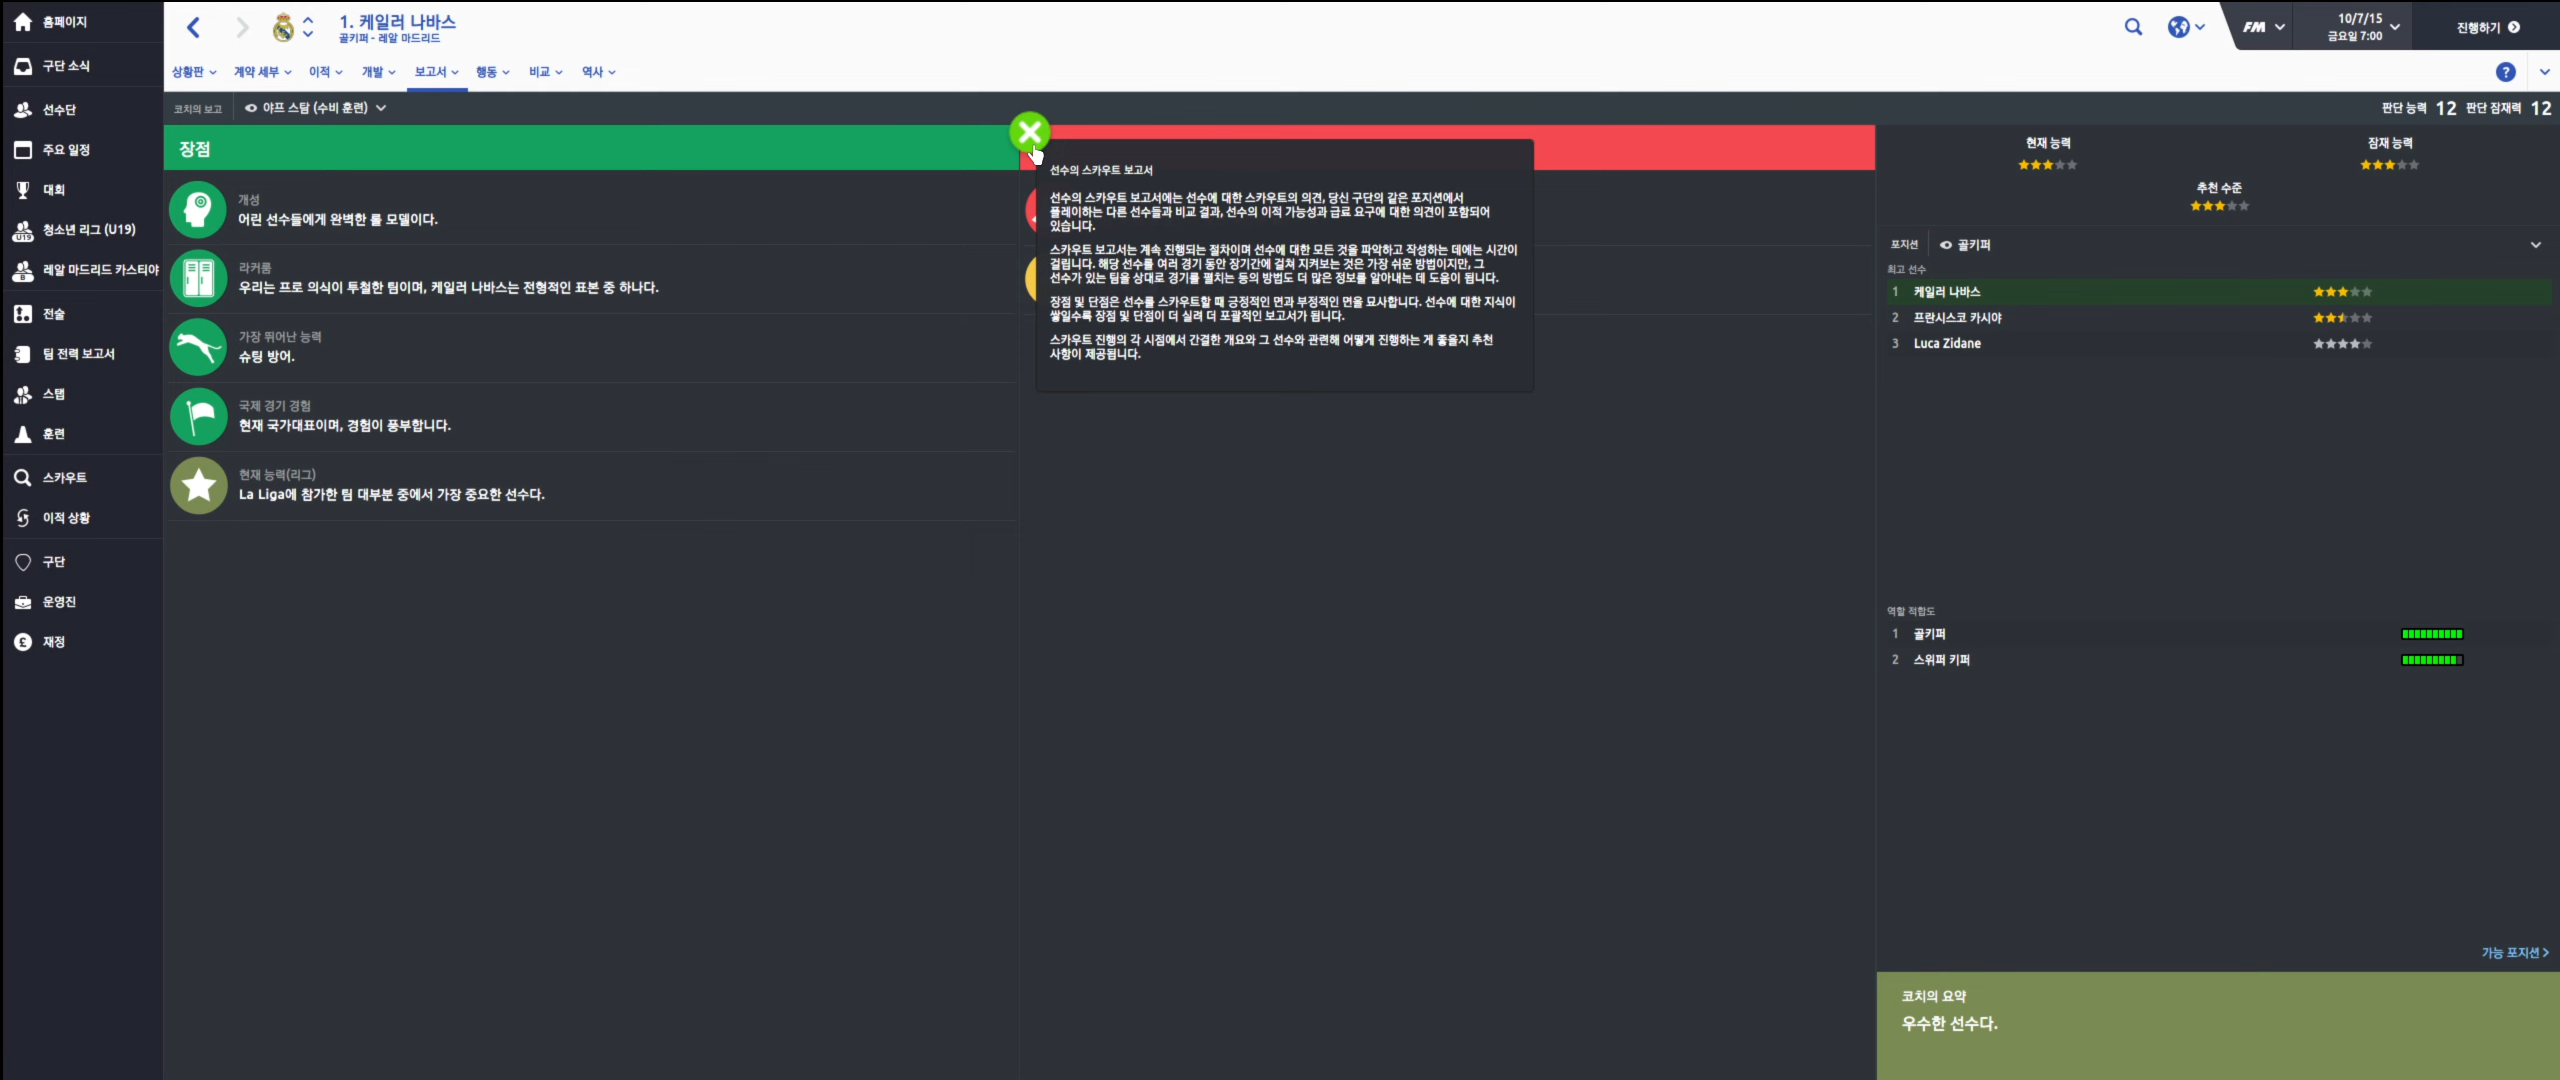 홈페이지
구단 소식
선수단
주요 일정
대회
U19
청소년 리그 (U19)
B
레알 마드리드 카스티야
전술
팀 전력 보고서
스탭
훈련
스카우트
이적 상황
구단
운영진
재정
1. 케일러 나바스
골키퍼 - 레알 마드리드
FM
10/7/15
금요일 7:00
진행하기
상황판
계약 세부
이적
개발
보고서
행동
비교
역사
코치의 보고
야프 스탐 (수비 훈련)
판단 능력 12 판단 잠재력 12
장점
개성
어린 선수들에게 완벽한 롤 모델이다.
라커룸
우리는 프로 의식이 투철한 팀이며, 케일러 나바스는 전형적인 표본 중 하나다.
가장 뛰어난 능력
슈팅 방어.
국제 경기 경험
현재 국가대표이며, 경험이 풍부합니다.
현재 능력(리그)
La Liga에 참가한 팀 대부분 중에서 가장 중요한 선수다.
선수의 스카우트 보고서
선수의 스카우트 보고서에는 선수에 대한 스카우트의 의견, 당신 구단의 같은 포지션에서
플레이하는 다른 선수들과 비교 결과, 선수의 이적 가능성과 급료 요구에 대한 의견이 포함되어
있습니다.
스카우트 보고서는 계속 진행되는 절차이며 선수에 대한 모든 것을 파악하고 작성하는 데에는 시간이
걸립니다. 해당 선수를 여러 경기 동안 장기간에 걸쳐 지켜보는 것은 가장 쉬운 방법이지만, 그
선수가 있는 팀을 상대로 경기를 펼치는 등의 방법도 더 많은 정보를 알아내는 데 도움이 됩니다.
장점 및 단점은 선수를 스카우트할 때 긍정적인 면과 부정적인 면을 묘사합니다. 선수에 대한 지식이
쌓일수록 장점 및 단점이 더 실려 더 포괄적인 보고서가 됩니다.
스카우트 진행의 각 시점에서 간결한 개요와 그 선수와 관련해 어떻게 진행하는 게 좋을지 추천
사항이 제공됩니다.
현재 능력
잠재 능력
추천 수준
포지션
골키퍼
최고 선수
1 케일러 나바스
2 프란시스코 카시야
3 Luca Zidane
역할 적합도
1 골키퍼
2 스위퍼 키퍼
가능 포지션 >
코치의 요약
우수한 선수다.